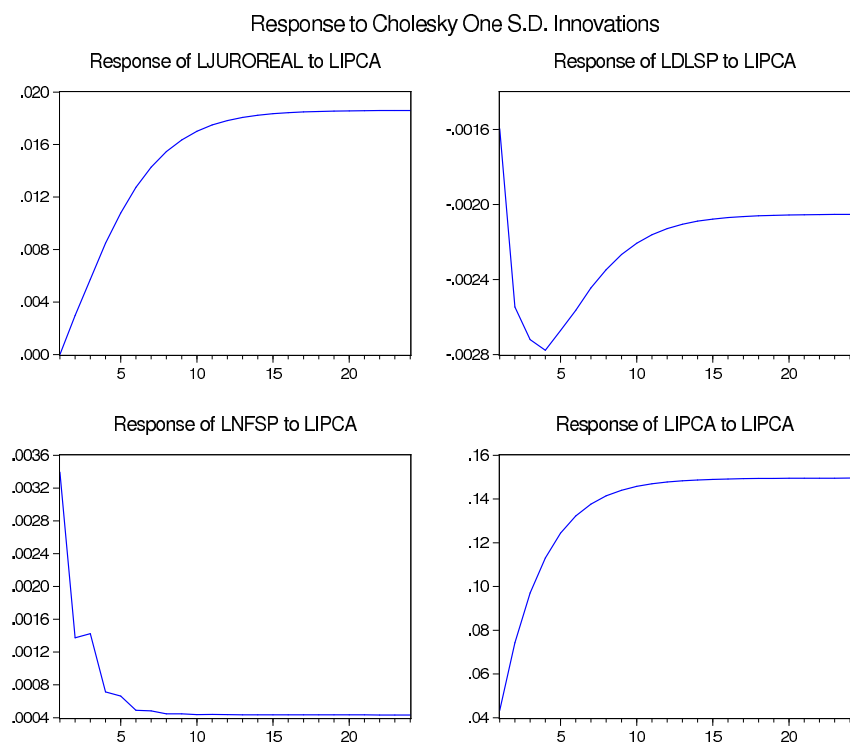 Response to Cholesky One S.D. Innovations
Response of LJUROREAL to LIPCA
.020
.016
.012
.008
.004
.000
5 10 15 20
Response of LDLSP to LIPCA
-.0016
-.0020
-.0024
-.0028
5 10 15 20
Response of LNFSP to LIPCA
.0036
.0032
.0028
.0024
.0020
.0016
.0012
.0008
.0004
5 10 15 20
Response of LIPCA to LIPCA
.16
.14
.12
.10
.08
.06
.04
5 10 15 20